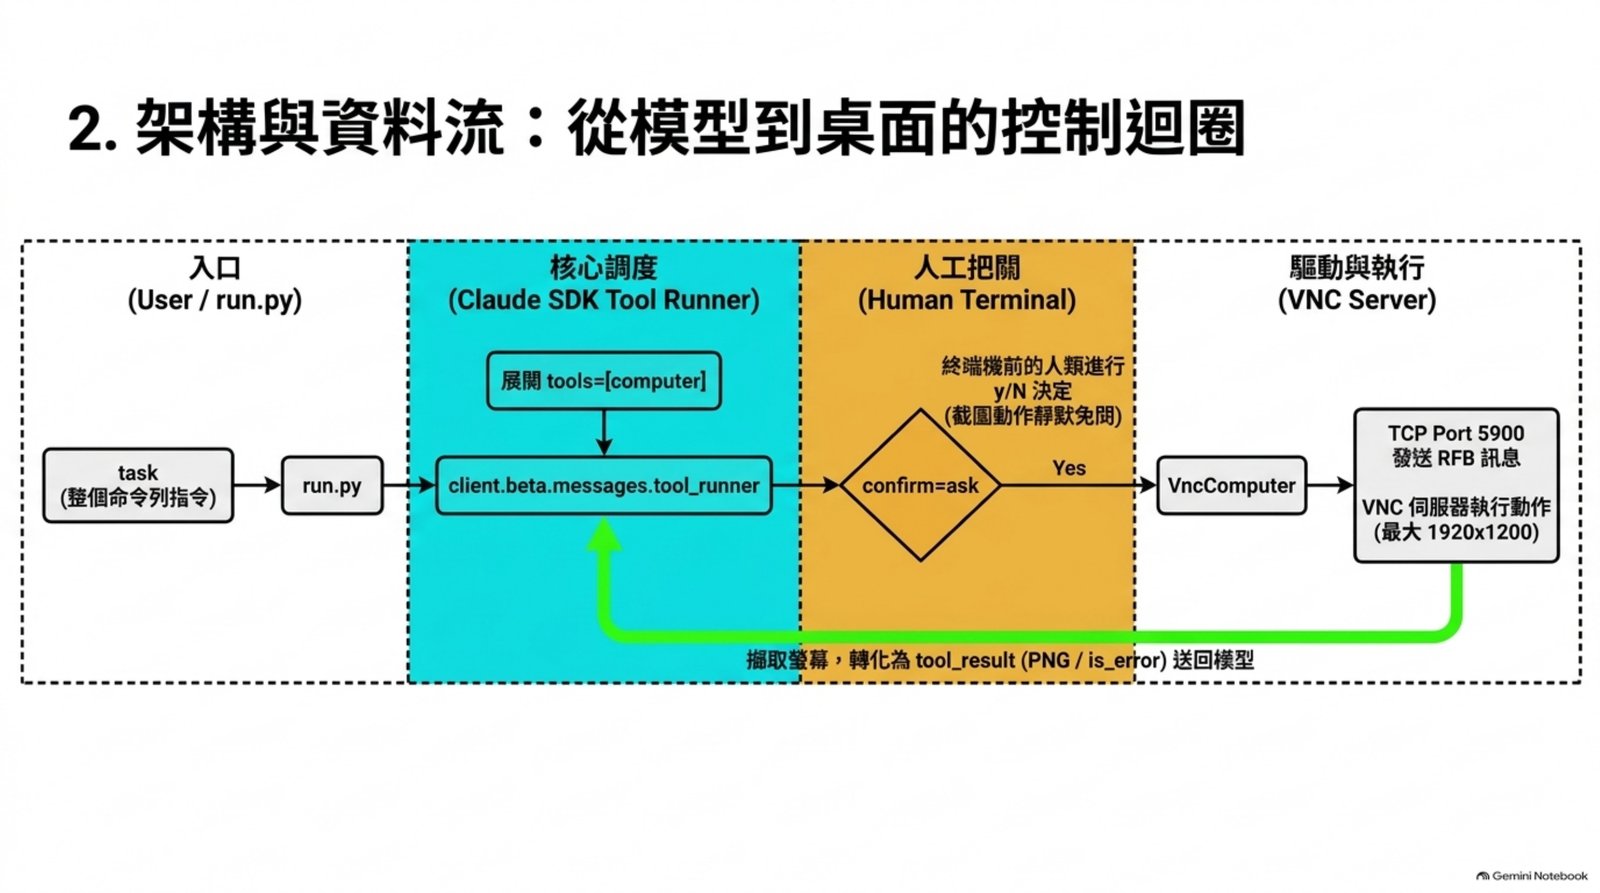 2. 架構與資料流：從模型到桌面的控制迴圈
入口
(User / run.py)
task
(整個命令列指令)
run.py
核心調度
(Claude SDK Tool Runner)
展開 tools=[computer]
client.beta.messages.tool_runner
人工把關
(Human Terminal)
終端機前的人類進行
y/N 決定
(截圖動作靜默免問)
confirm=ask
Yes
驅動與執行
(VNC Server)
VncComputer
TCP Port 5900
發送 RFB 訊息
VNC 伺服器執行動作
(最大 1920x1200)
擷取螢幕，轉化為 tool_result (PNG / is_error) 送回模型
Gemini Notebook